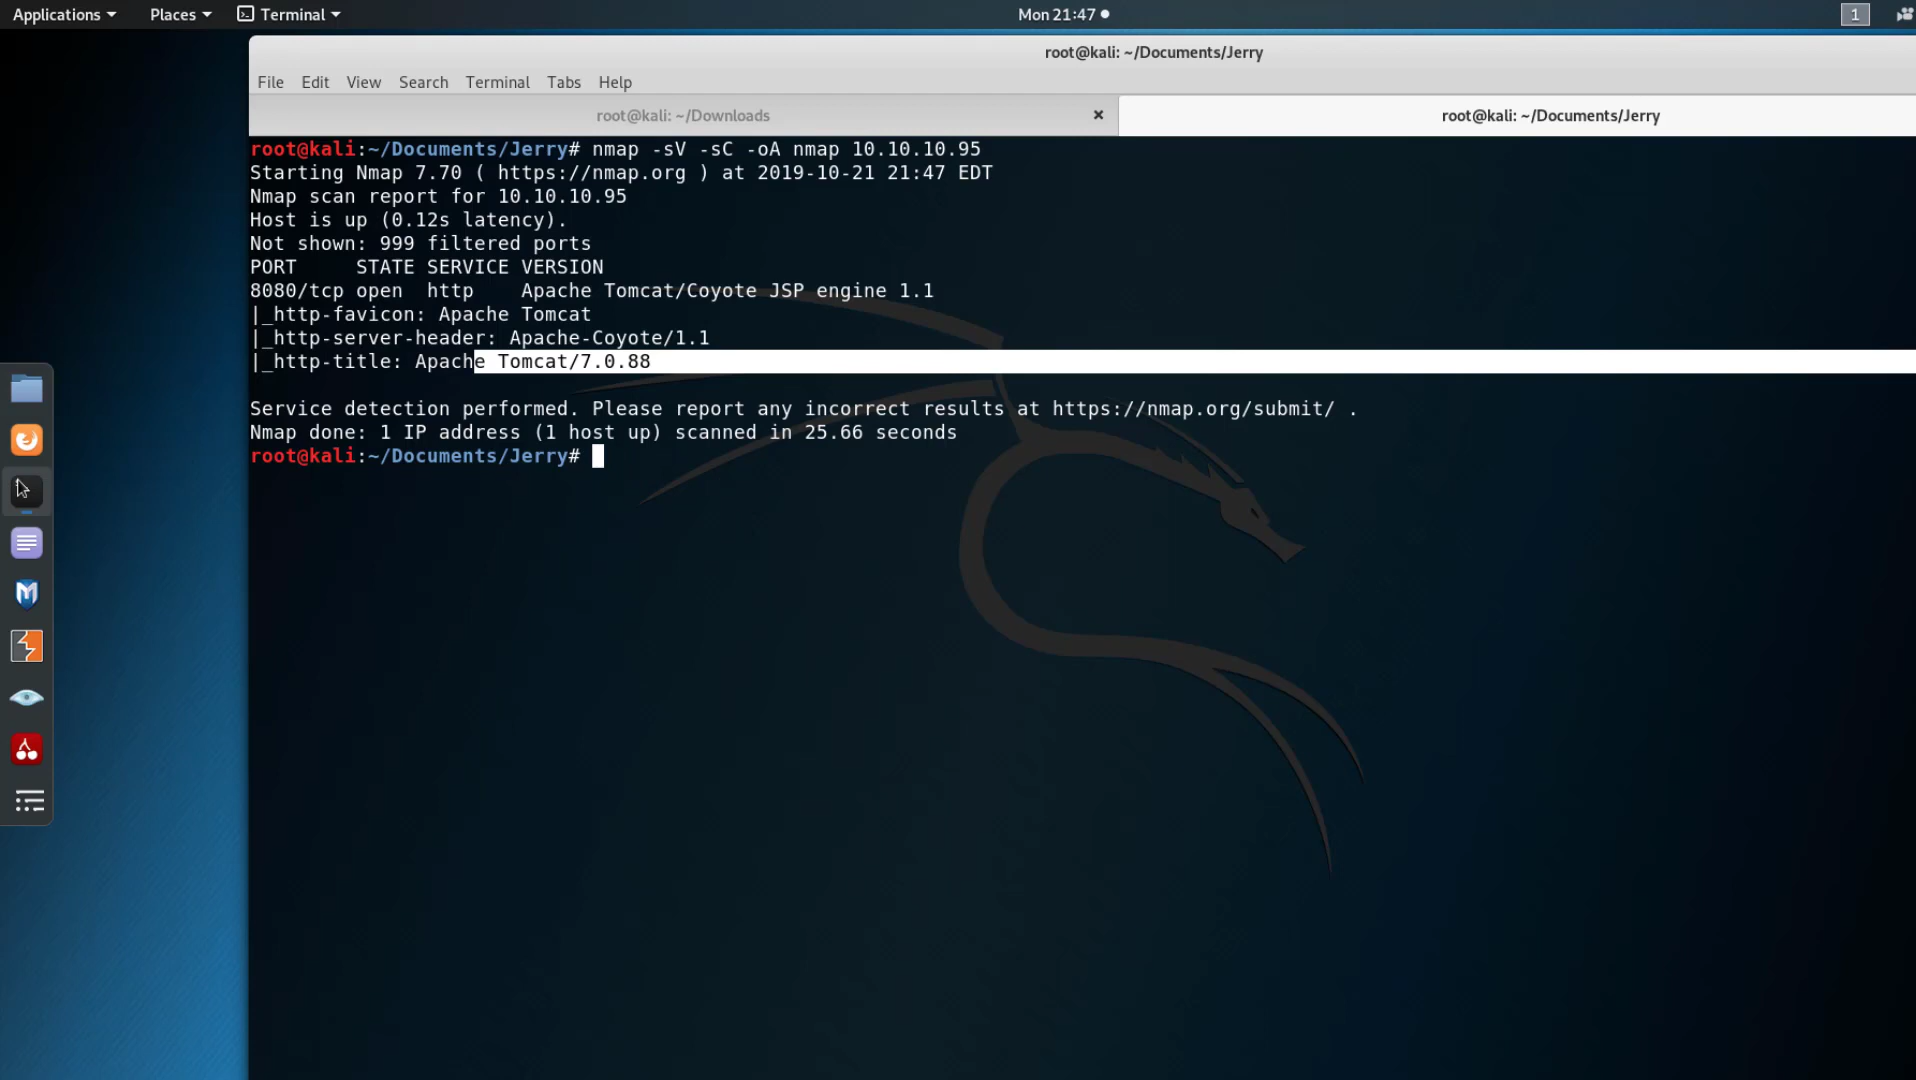 Applications Places Terminal Mon 21:47 1
root@kali: ~/Documents/Jerry
File Edit View Search Terminal Tabs Help
root@kali: ~/Downloads × root@kali: ~/Documents/Jerry
root@kali:~/Documents/Jerry# nmap -sV -sC -oA nmap 10.10.10.95
Starting Nmap 7.70 ( https://nmap.org ) at 2019-10-21 21:47 EDT
Nmap scan report for 10.10.10.95
Host is up (0.12s latency).
Not shown: 999 filtered ports
PORT     STATE SERVICE VERSION
8080/tcp open  http    Apache Tomcat/Coyote JSP engine 1.1
|_http-favicon: Apache Tomcat
|_http-server-header: Apache-Coyote/1.1
|_http-title: Apache Tomcat/7.0.88
Service detection performed. Please report any incorrect results at https://nmap.org/submit/ .
Nmap done: 1 IP address (1 host up) scanned in 25.66 seconds
root@kali:~/Documents/Jerry#